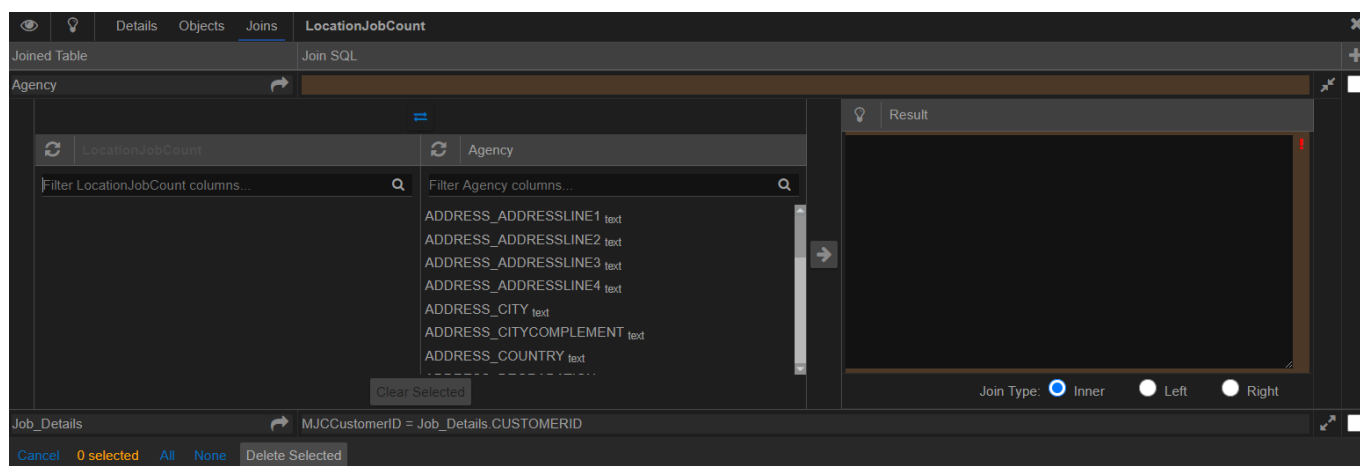 Details Objects Joins LocationJobCount
Joined Table Join SQL
Agency
Result
LocationJobCount Agency
Filter LocationJobCount columns... Filter Agency columns...
ADDRESS_ADDRESSLINE1 text
ADDRESS_ADDRESSLINE2 text
ADDRESS_ADDRESSLINE3 text
ADDRESS_ADDRESSLINE4 text
ADDRESS_CITY text
ADDRESS_CITYCOMPLEMENT text
ADDRESS_COUNTRY text
Clear Selected
Join Type: Inner Left Right
Job_Details MJCCustomerID = Job_Details.CUSTOMERID
Cancel 0 selected All None Delete Selected